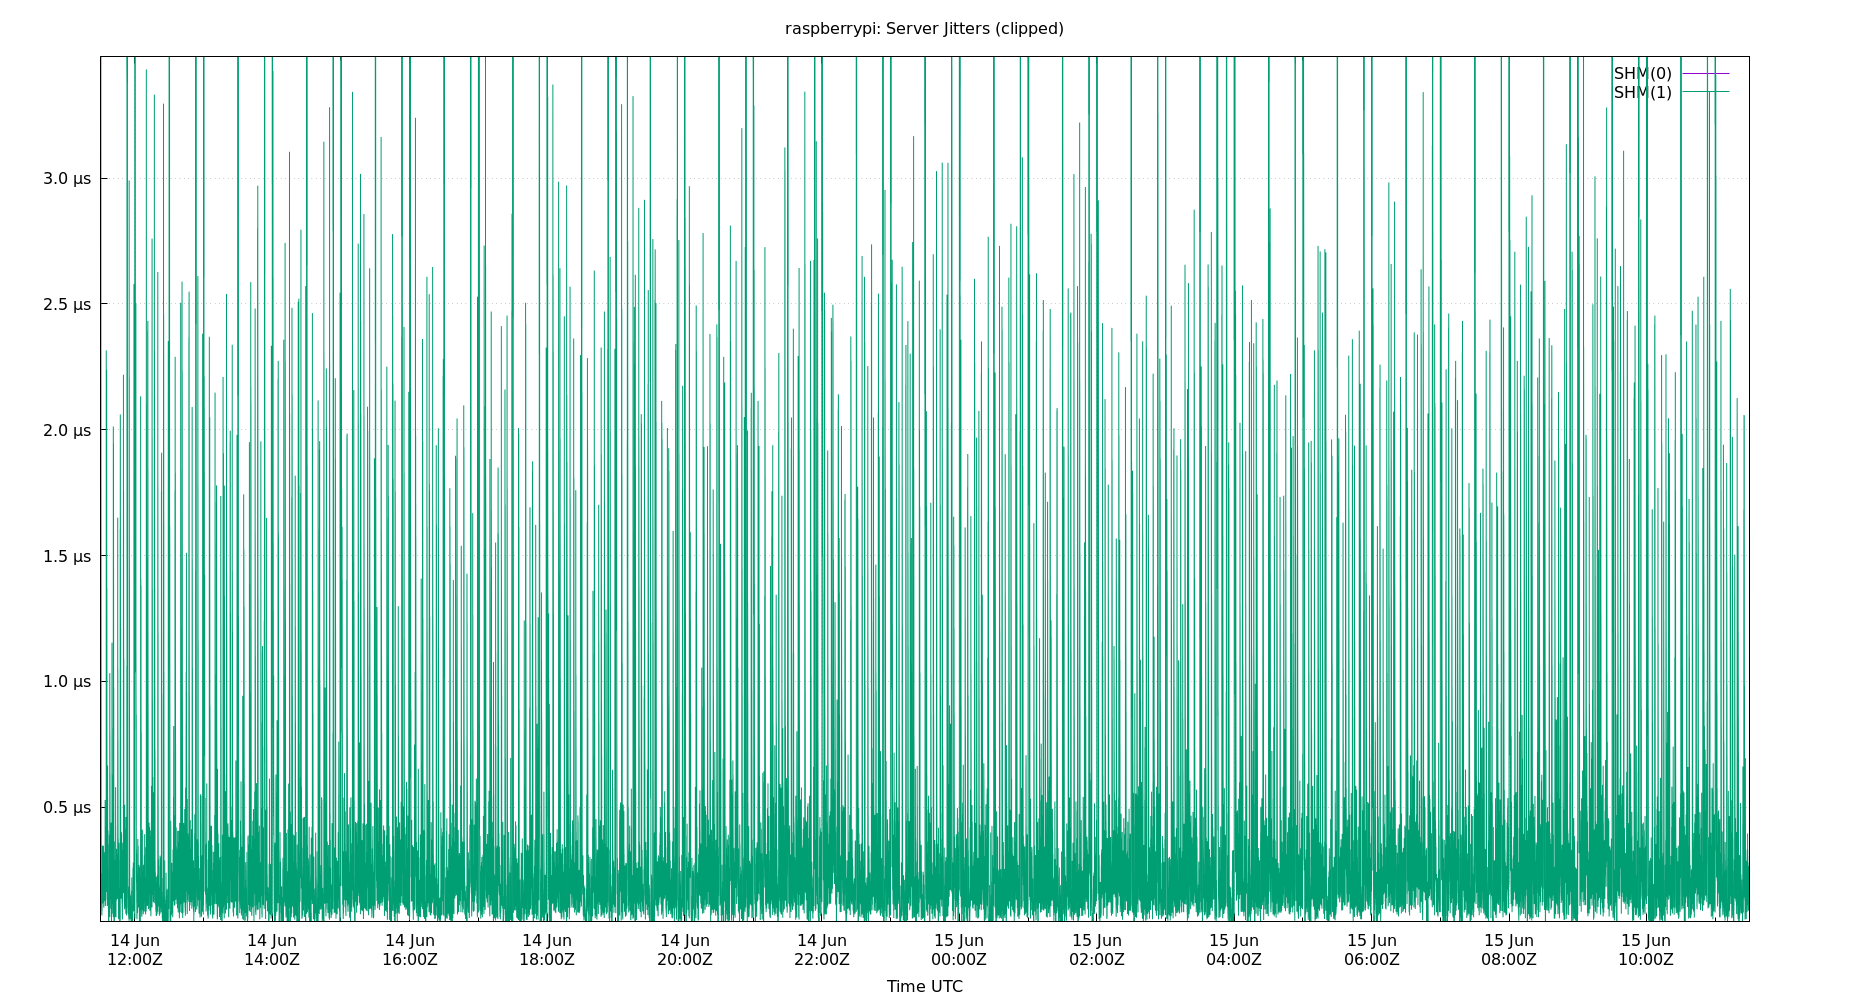 raspberrypi: Server Jitters (clipped)
SHM(0)
SHM(1)
3.0 µs
2.5 µs
2.0 µs
1.5 µs
1.0 µs
0.5 µs
14 Jun 14 Jun 14 Jun 14 Jun 14 Jun 14 Jun 15 Jun 15 Jun 15 Jun 15 Jun 15 Jun 15 Jun
12:00Z 14:00Z 16:00Z 18:00Z 20:00Z 22:00Z 00:00Z 02:00Z 04:00Z 06:00Z 08:00Z 10:00Z
Time UTC